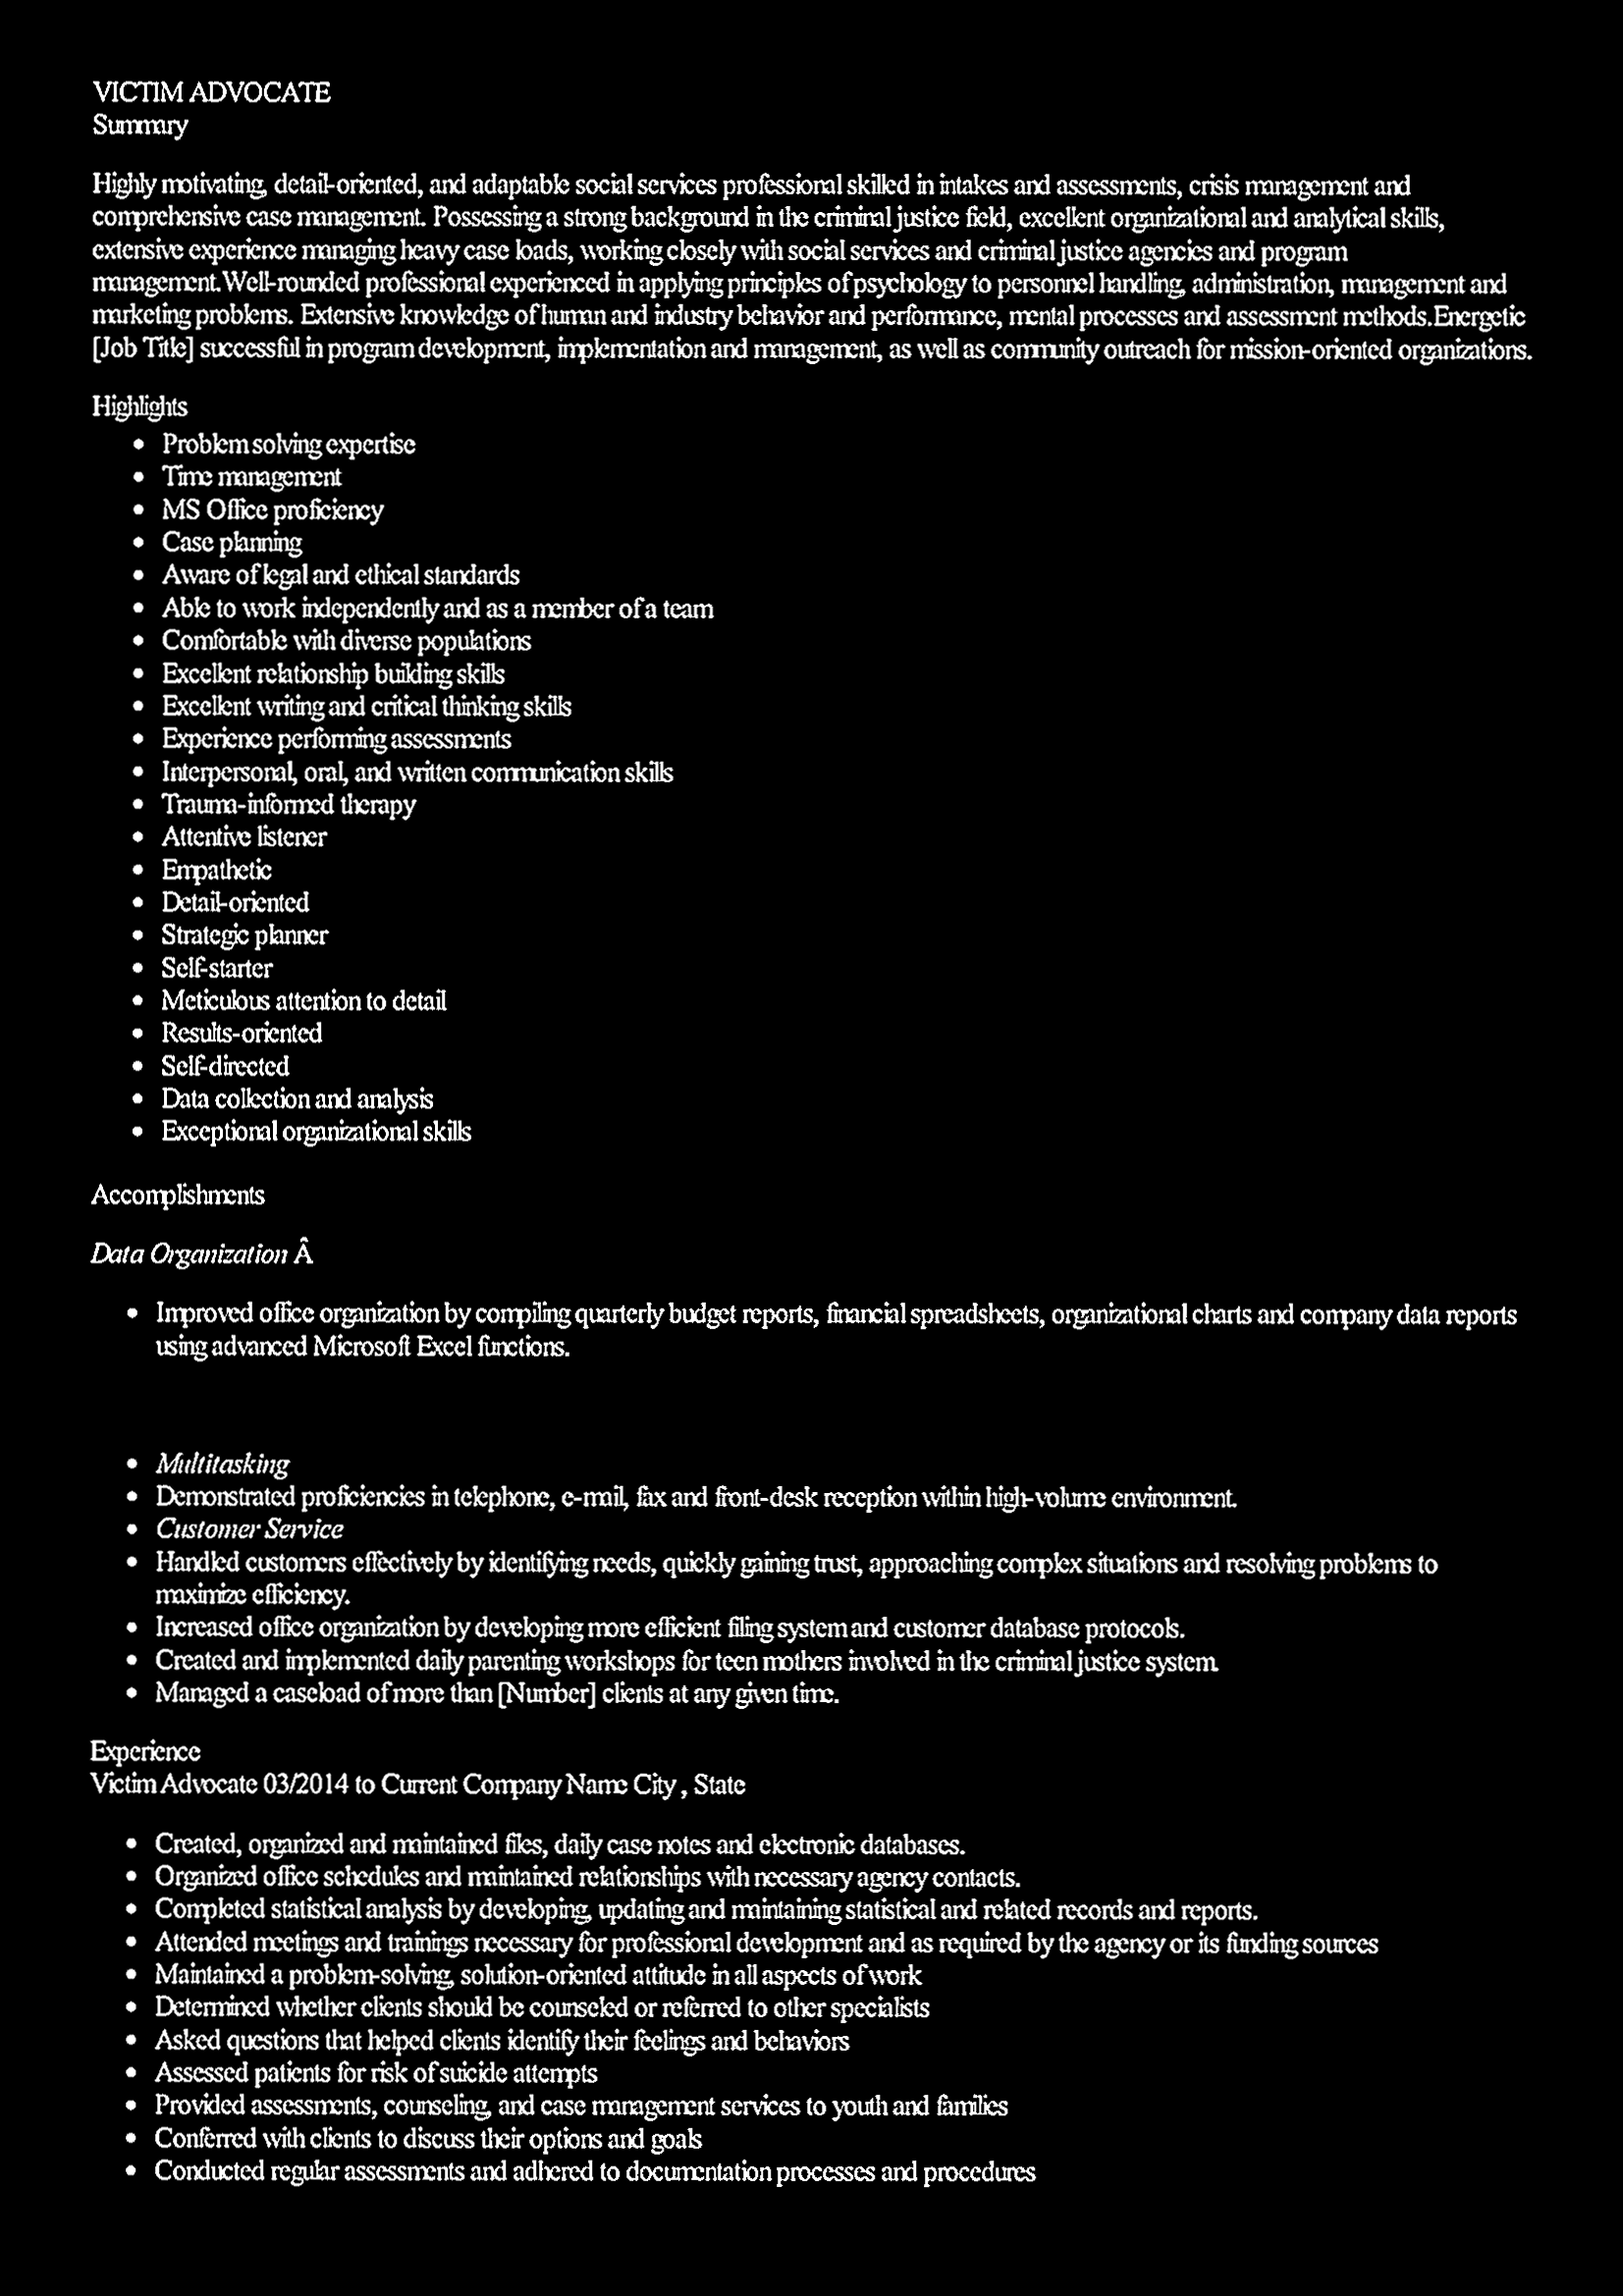 VICTIM ADVOCATE
Summary
Highly motivating, detail-oriented, and adaptable social services professional skilled in intakes and assessments, crisis management and
comprehensive case management. Possessing a strong background in the criminal justice field, excellent organizational and analytical skills,
extensive experience managing heavy case loads, working closely with social services and criminal justice agencies and program
management.Well-rounded professional experienced in applying principles of psychology to personnel handling, administration, management and
marketing problems. Extensive knowledge of human and industry behavior and performance, mental processes and assessment methods.Energetic
[Job Title] successful in program development, implementation and management, as well as community outreach for mission-oriented organizations.
Highlights
• Problem solving expertise
• Time management
• MS Office proficiency
• Case planning
• Aware of legal and ethical standards
• Able to work independently and as a member of a team
• Comfortable with diverse populations
• Excellent relationship building skills
• Excellent writing and critical thinking skills
• Experience performing assessments
• Interpersonal, oral, and written communication skills
• Trauma-informed therapy
• Attentive listener
• Empathetic
• Detail-oriented
• Strategic planner
• Self-starter
• Meticulous attention to detail
• Results-oriented
• Self-directed
• Data collection and analysis
• Exceptional organizational skills
Accomplishments
Data Organization Â
• Improved office organization by compiling quarterly budget reports, financial spreadsheets, organizational charts and company data reports
using advanced Microsoft Excel functions.
• Multitasking
• Demonstrated proficiencies in telephone, e-mail, fax and front-desk reception within high-volume environment.
• Customer Service
• Handled customers effectively by identifying needs, quickly gaining trust, approaching complex situations and resolving problems to
maximize efficiency.
• Increased office organization by developing more efficient filing system and customer database protocols.
• Created and implemented daily parenting workshops for teen mothers involved in the criminal justice system.
• Managed a caseload of more than [Number] clients at any given time.
Experience
Victim Advocate 03/2014 to Current Company Name City , State
• Created, organized and maintained files, daily case notes and electronic databases.
• Organized office schedules and maintained relationships with necessary agency contacts.
• Completed statistical analysis by developing, updating and maintaining statistical and related records and reports.
• Attended meetings and trainings necessary for professional development and as required by the agency or its funding sources
• Maintained a problem-solving, solution-oriented attitude in all aspects of work
• Determined whether clients should be counseled or referred to other specialists
• Asked questions that helped clients identify their feelings and behaviors
• Assessed patients for risk of suicide attempts
• Provided assessments, counseling, and case management services to youth and families
• Conferred with clients to discuss their options and goals
• Conducted regular assessments and adhered to documentation processes and procedures